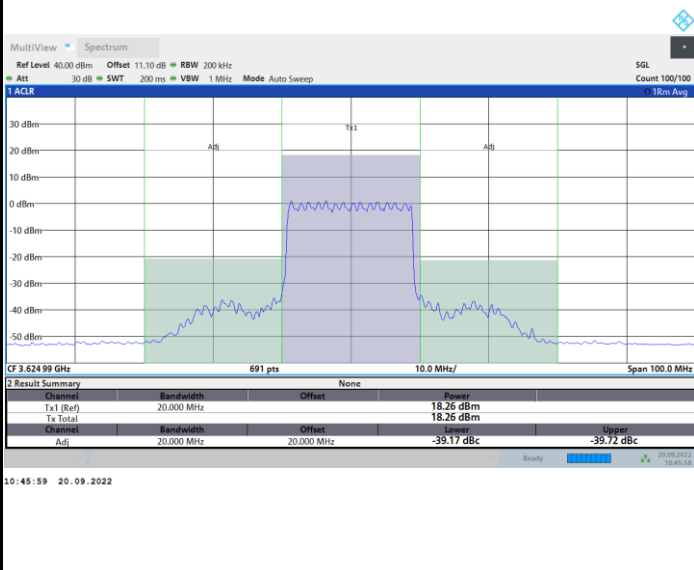 MultiView Spectrum
Ref Level 40.00 dBm Offset 11.10 dB RBW 200 kHz SGL
Att 30 dB SWT 200 ms VBW 1 MHz Mode Auto Sweep Count 100/100
1 ACLR 1Rm Avg
30 dBm
Tx1
20 dBm
Adj Adj
10 dBm
0 dBm
-10 dBm
-20 dBm
-30 dBm
-40 dBm
-50 dBm
CF 3.624 99 GHz 691 pts 10.0 MHz/ Span 100.0 MHz
2 Result Summary None
Channel Bandwidth Offset Power
Tx1 (Ref) 20.000 MHz 18.26 dBm
Tx Total 18.26 dBm
Channel Bandwidth Offset Lower Upper
Adj 20.000 MHz 20.000 MHz -39.17 dBc -39.72 dBc
Ready 20.09.2022
10:45:58
10:45:59 20.09.2022